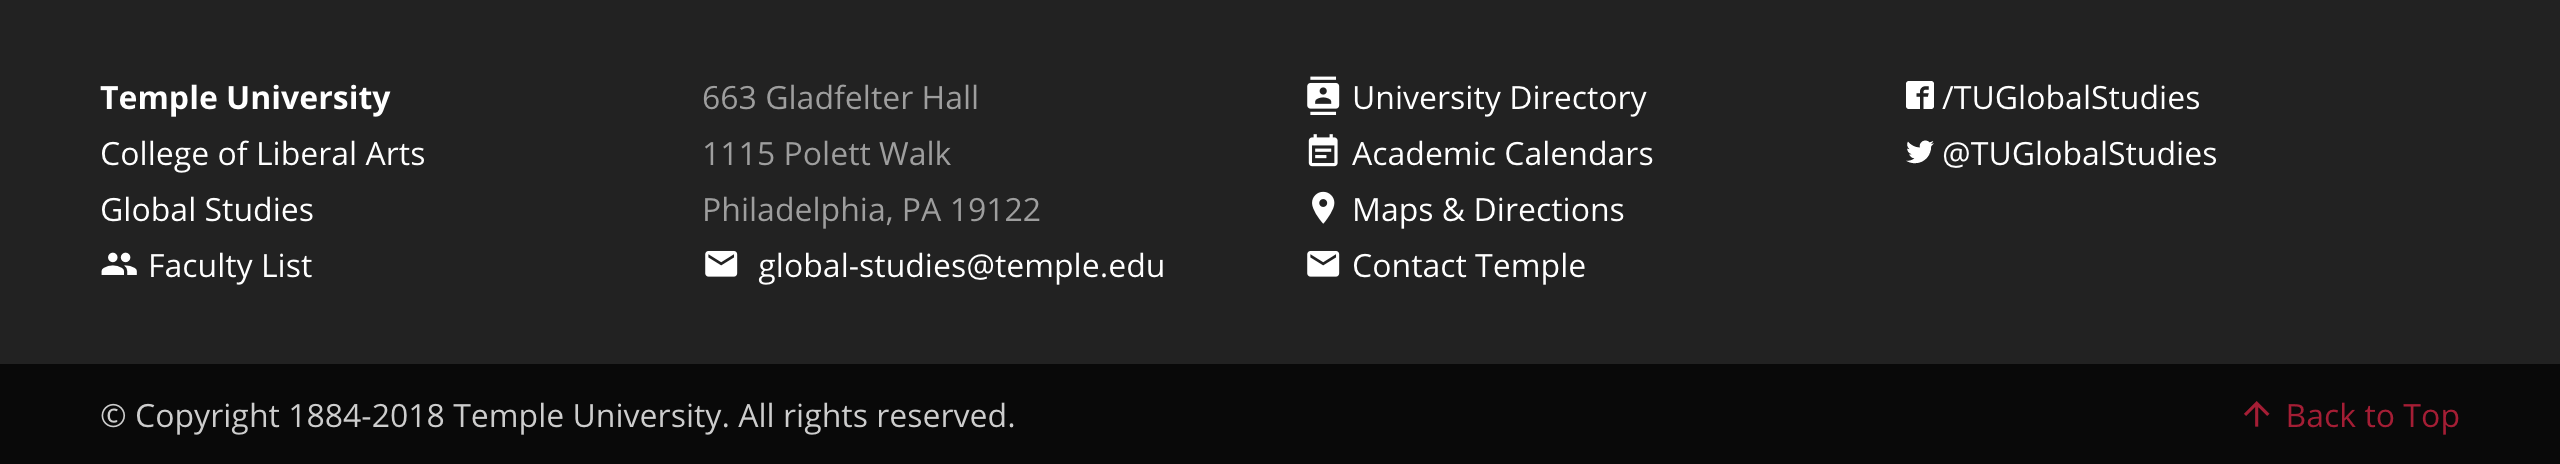 Temple University
College of Liberal Arts
Global Studies
Faculty List
663 Gladfelter Hall
1115 Polett Walk
Philadelphia, PA 19122
global-studies@temple.edu
University Directory
Academic Calendars
Maps & Directions
Contact Temple
/TUGlobalStudies
@TUGlobalStudies
© Copyright 1884-2018 Temple University. All rights reserved.
Back to Top